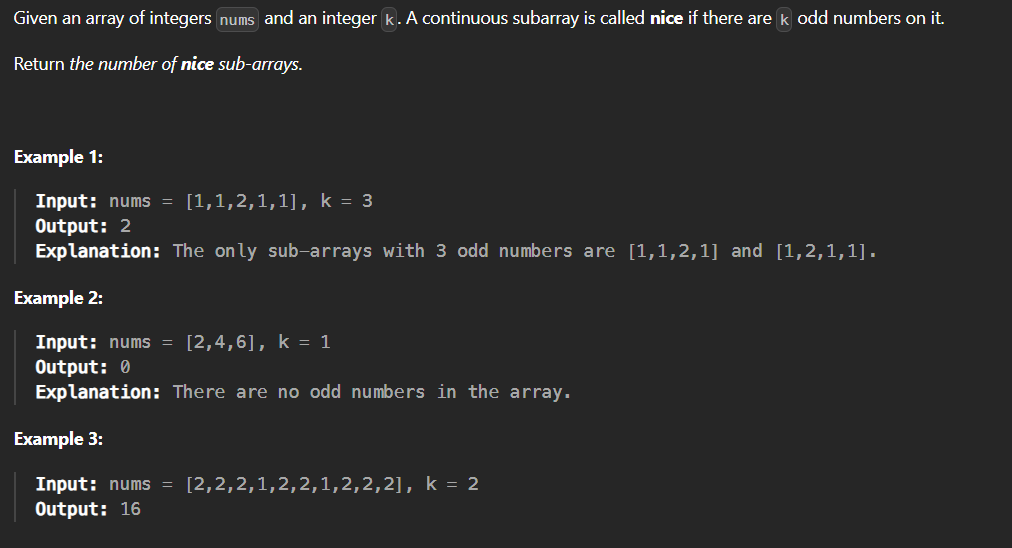 Given an array of integers nums and an integer k. A continuous subarray is called nice if there are k odd numbers on it.
Return the number of nice sub-arrays.
Example 1:
Input: nums = [1,1,2,1,1], k = 3
Output: 2
Explanation: The only sub-arrays with 3 odd numbers are [1,1,2,1] and [1,2,1,1].
Example 2:
Input: nums = [2,4,6], k = 1
Output: 0
Explanation: There are no odd numbers in the array.
Example 3:
Input: nums = [2,2,2,1,2,2,1,2,2,2], k = 2
Output: 16